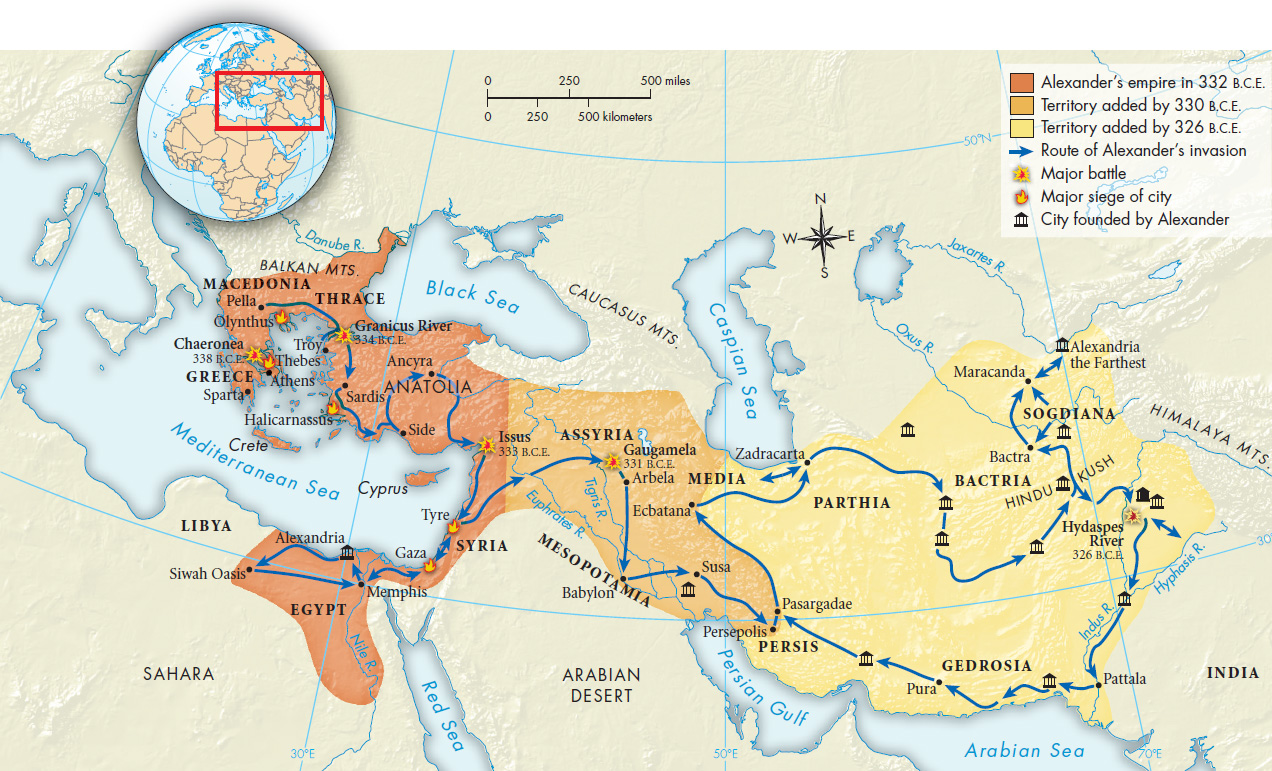 0 250 500 miles
0 250 500 kilometers
Alexander's empire in 332 B.C.E.
Territory added by 330 B.C.E.
Territory added by 326 B.C.E.
Route of Alexander's invasion
Major battle
Major siege of city
City founded by Alexander
50°N
N
W E
S
Danube R.
BALKAN MTS.
MACEDONIA
Pella
THRACE
Olynthus
Granicus River
334 B.C.E.
Chaeronea
338 B.C.E.
Troy
Thebes
GREECE
Athens
Sparta
Ancyra
ANATOLIA
Sardis
Halicarnassus
Side
Crete
Mediterranean Sea
Cyprus
Black Sea
CAUCASUS MTS.
Caspian Sea
Jaxartes R.
Oxus R.
Issus
333 B.C.E.
ASSYRIA
Gaugamela
331 B.C.E.
Arbela
MEDIA
Ecbatana
Zadracarta
PARTHIA
Maracanda
Alexandria
the Farthest
SOGDIANA
HIMALAYA MTS.
Bactra
BACTRIA
HINDU KUSH
Hydaspes
River
326 B.C.E.
Hyphasis R.
30°
Indus R.
Tyre
SYRIA
Gaza
LIBYA
Alexandria
Siwah Oasis
Memphis
EGYPT
Nile R.
Euphrates R.
Tigris R.
MESOPOTAMIA
Babylon
Susa
Pasargadae
Persepolis
PERSIS
SAHARA
ARABIAN
DESERT
Red Sea
Persian Gulf
GEDROSIA
Pura
Pattala
INDIA
Arabian Sea
30°E
50°E
70°E